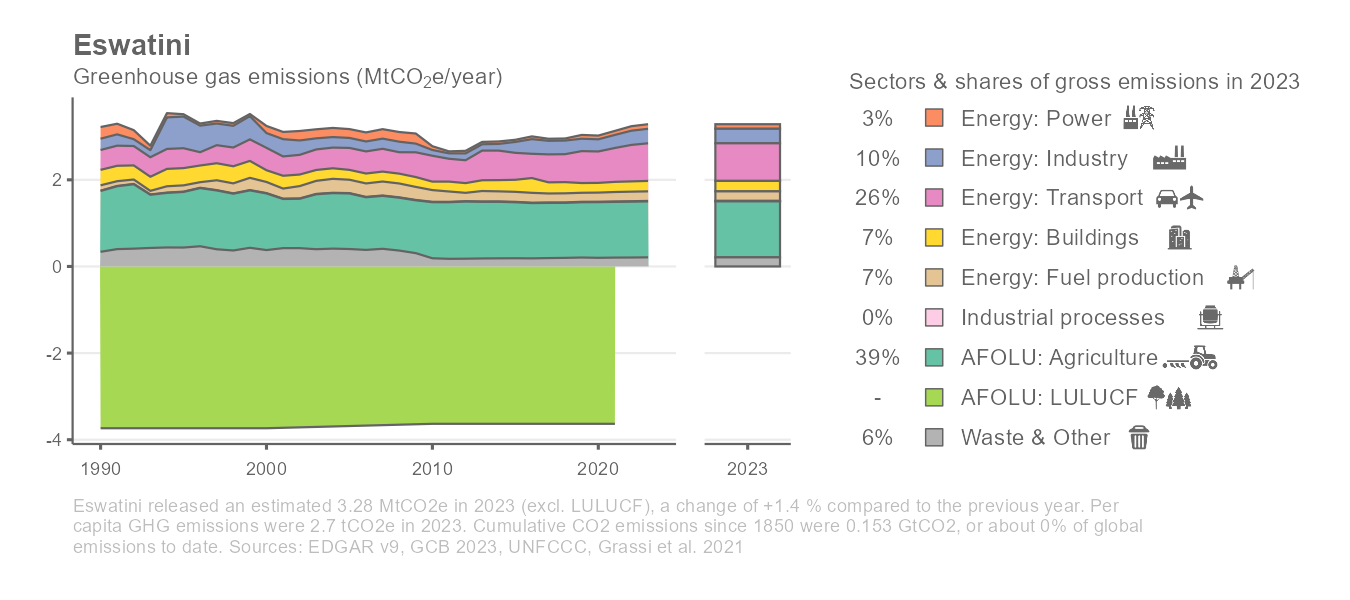 Eswatini
Greenhouse gas emissions (MtCO₂e/year)
2
0
-2
-4
1990
2000
2010
2020
2023
Sectors & shares of gross emissions in 2023
3% Energy: Power
10% Energy: Industry
26% Energy: Transport
7% Energy: Buildings
7% Energy: Fuel production
0% Industrial processes
39% AFOLU: Agriculture
- AFOLU: LULUCF
6% Waste & Other
Eswatini released an estimated 3.28 MtCO2e in 2023 (excl. LULUCF), a change of +1.4 % compared to the previous year. Per
capita GHG emissions were 2.7 tCO2e in 2023. Cumulative CO2 emissions since 1850 were 0.153 GtCO2, or about 0% of global
emissions to date. Sources: EDGAR v9, GCB 2023, UNFCCC, Grassi et al. 2021